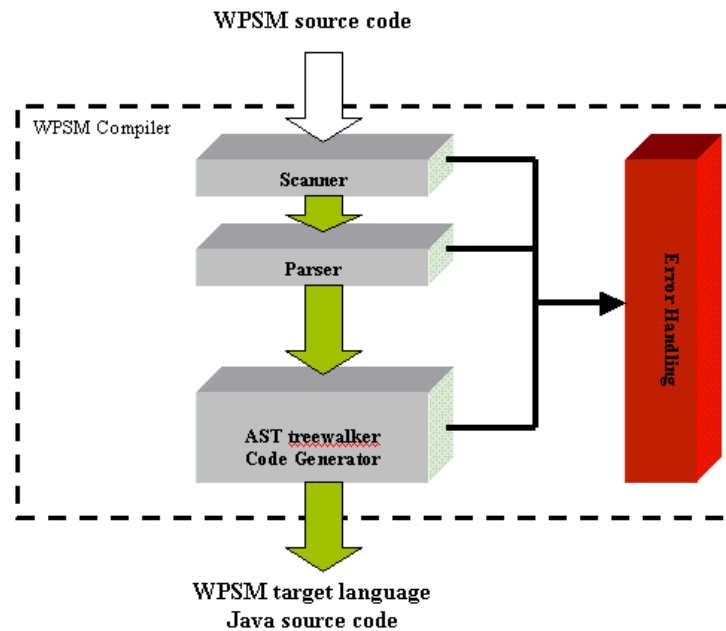 WPSM source code
WPSM Compiler
Scanner
Parser
Error Handling
AST treewalker
Code Generator
WPSM target language
Java source code